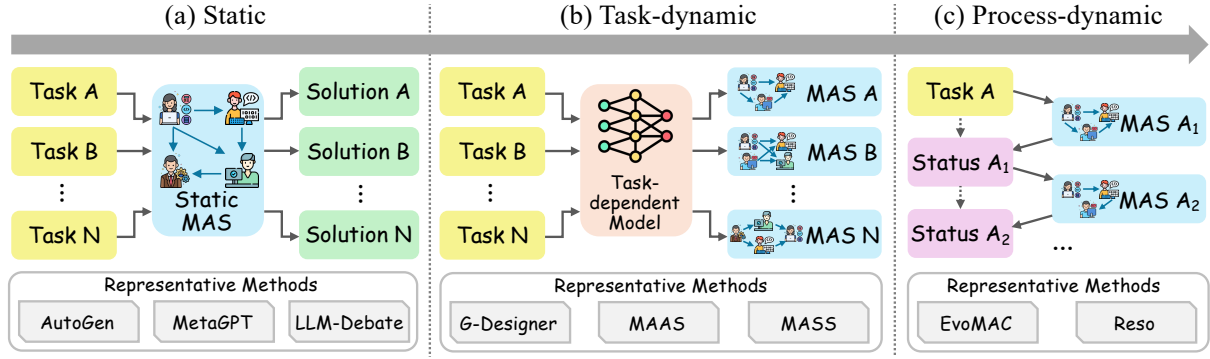 (a) Static
Task A
Task B
⋮
Task N
Static
MAS
Solution A
Solution B
⋮
Solution N
Representative Methods
AutoGen
MetaGPT
LLM-Debate
(b) Task-dynamic
Task A
Task B
⋮
Task N
Task-
dependent
Model
MAS A
MAS B
⋮
MAS N
Representative Methods
G-Designer
MAAS
MASS
(c) Process-dynamic
Task A
MAS A₁
Status A₁
MAS A₂
Status A₂
...
Representative Methods
EvoMAC
Reso